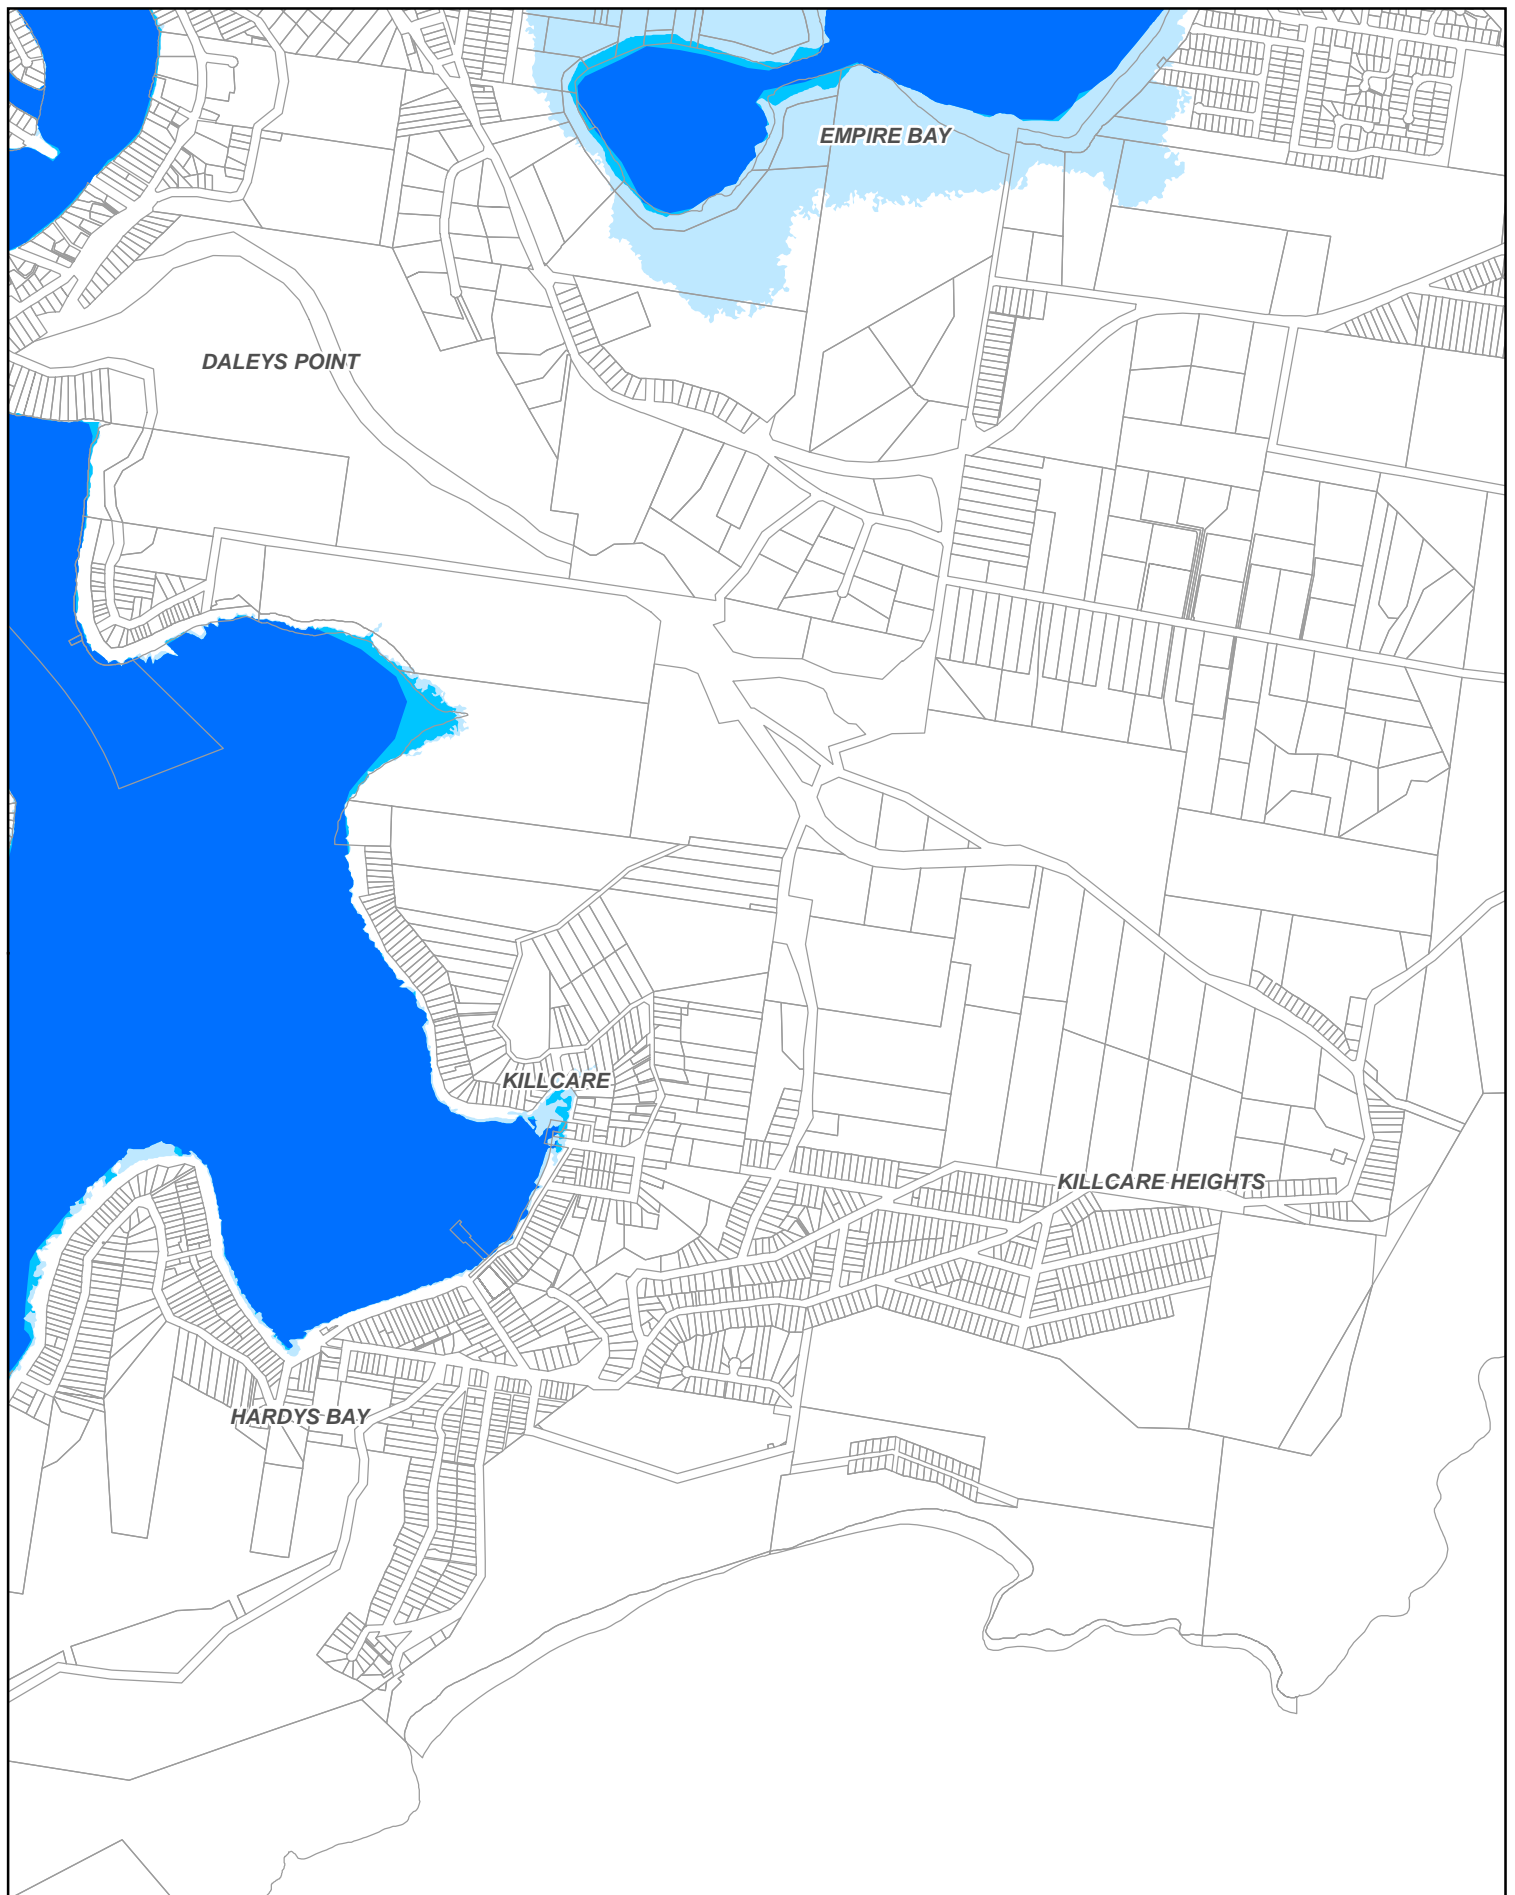 EMPIRE BAY
DALEYS POINT
KILLCARE
KILLCARE HEIGHTS
HARDYS BAY